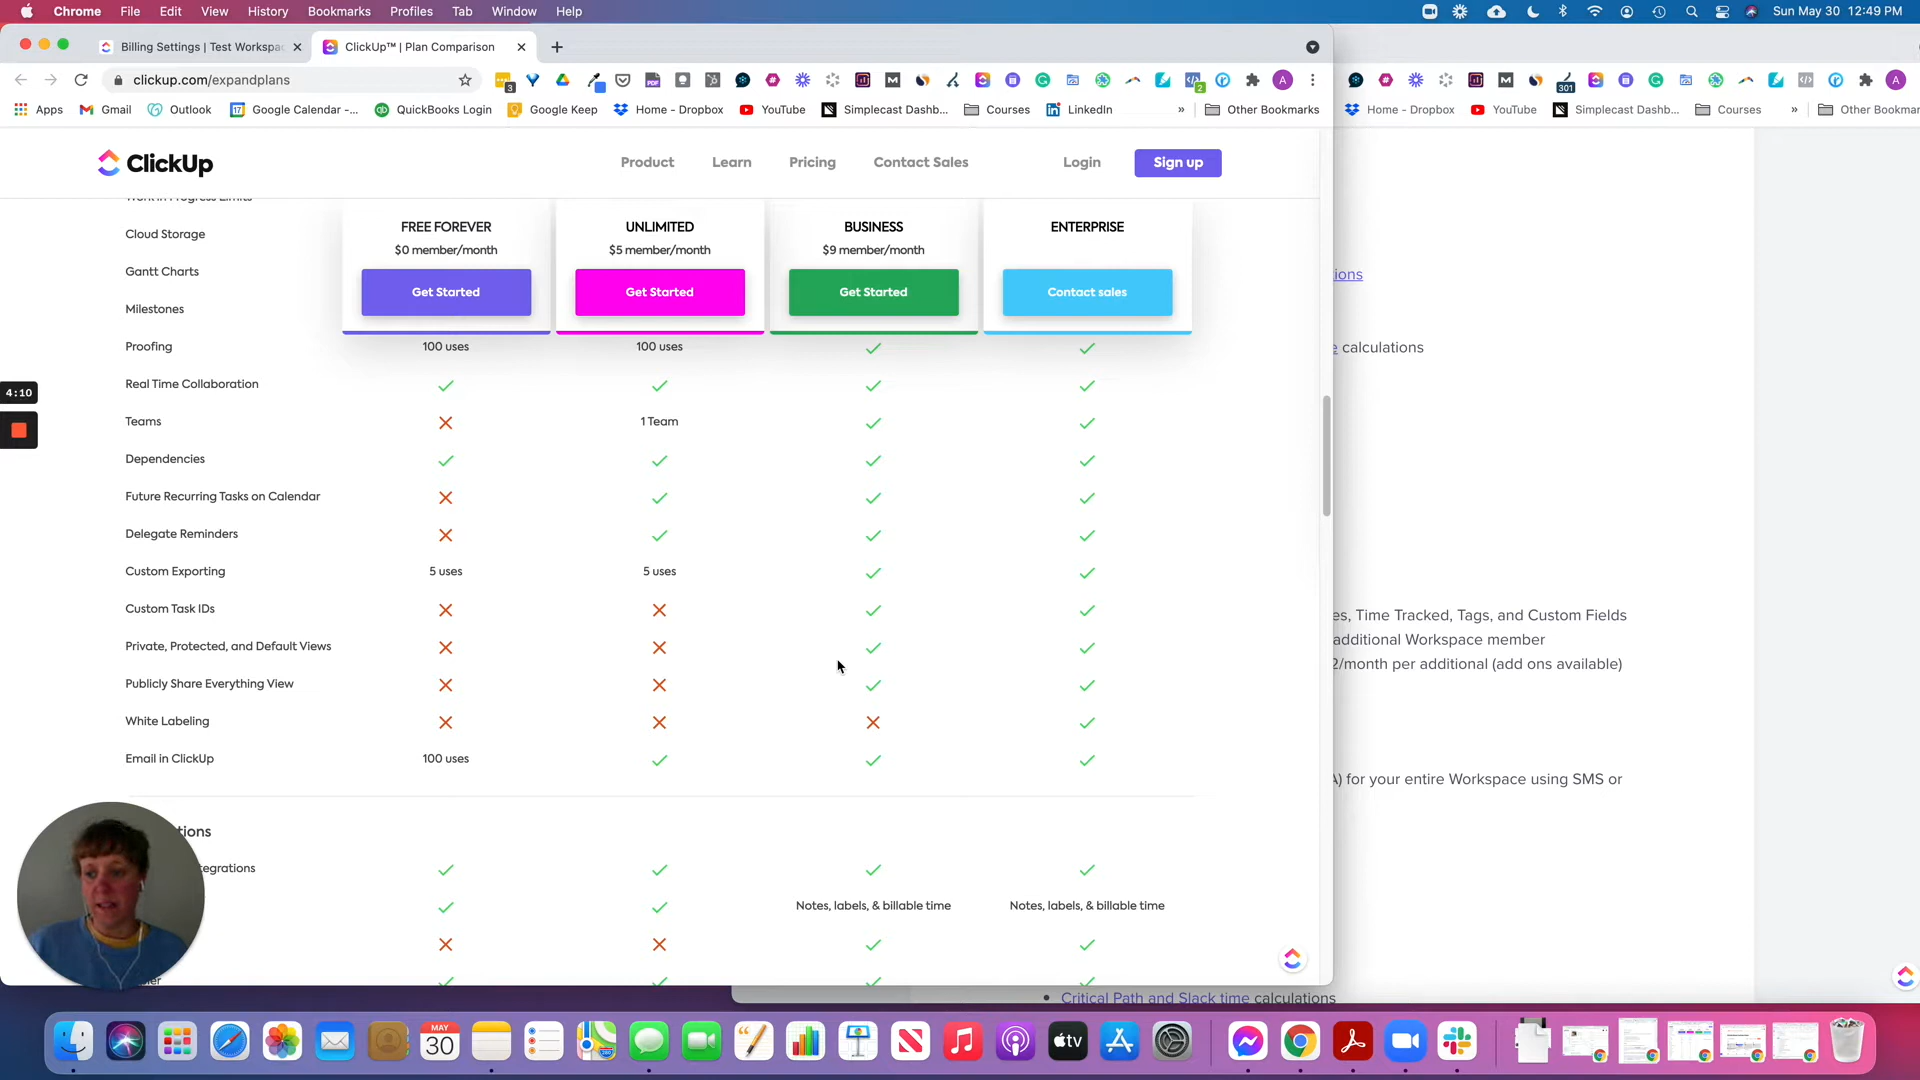 Chrome File Edit View History Bookmarks Profiles Tab Window Help
Sun May 30 12:49 PM
Billing Settings | Test Workspa
ClickUp™ | Plan Comparison
clickup.com/expandplans
3
2
A
301
A
Apps Gmail Outlook Google Calendar -... QuickBooks Login Google Keep Home - Dropbox YouTube Simplecast Dashb... Courses LinkedIn » Other Bookmarks
Home - Dropbox YouTube Simplecast Dashb... Courses » Other Bookmar
ClickUp
Product Learn Pricing Contact Sales Login Sign up
Work in Progress Limits
FREE FOREVER UNLIMITED BUSINESS ENTERPRISE
$0 member/month $5 member/month $9 member/month
Get Started Get Started Get Started Contact sales
Cloud Storage
Gantt Charts
Milestones
Proofing 100 uses 100 uses
Real Time Collaboration
Teams 1 Team
Dependencies
Future Recurring Tasks on Calendar
Delegate Reminders
Custom Exporting 5 uses 5 uses
Custom Task IDs
Private, Protected, and Default Views
Publicly Share Everything View
White Labeling
Email in ClickUp 100 uses
tions
tegrations
Notes, labels, & billable time Notes, labels, & billable time
pier
4:10
ions
e calculations
es, Time Tracked, Tags, and Custom Fields
additional Workspace member
2/month per additional (add ons available)
A) for your entire Workspace using SMS or
Critical Path and Slack time calculations
MAY
30
tv